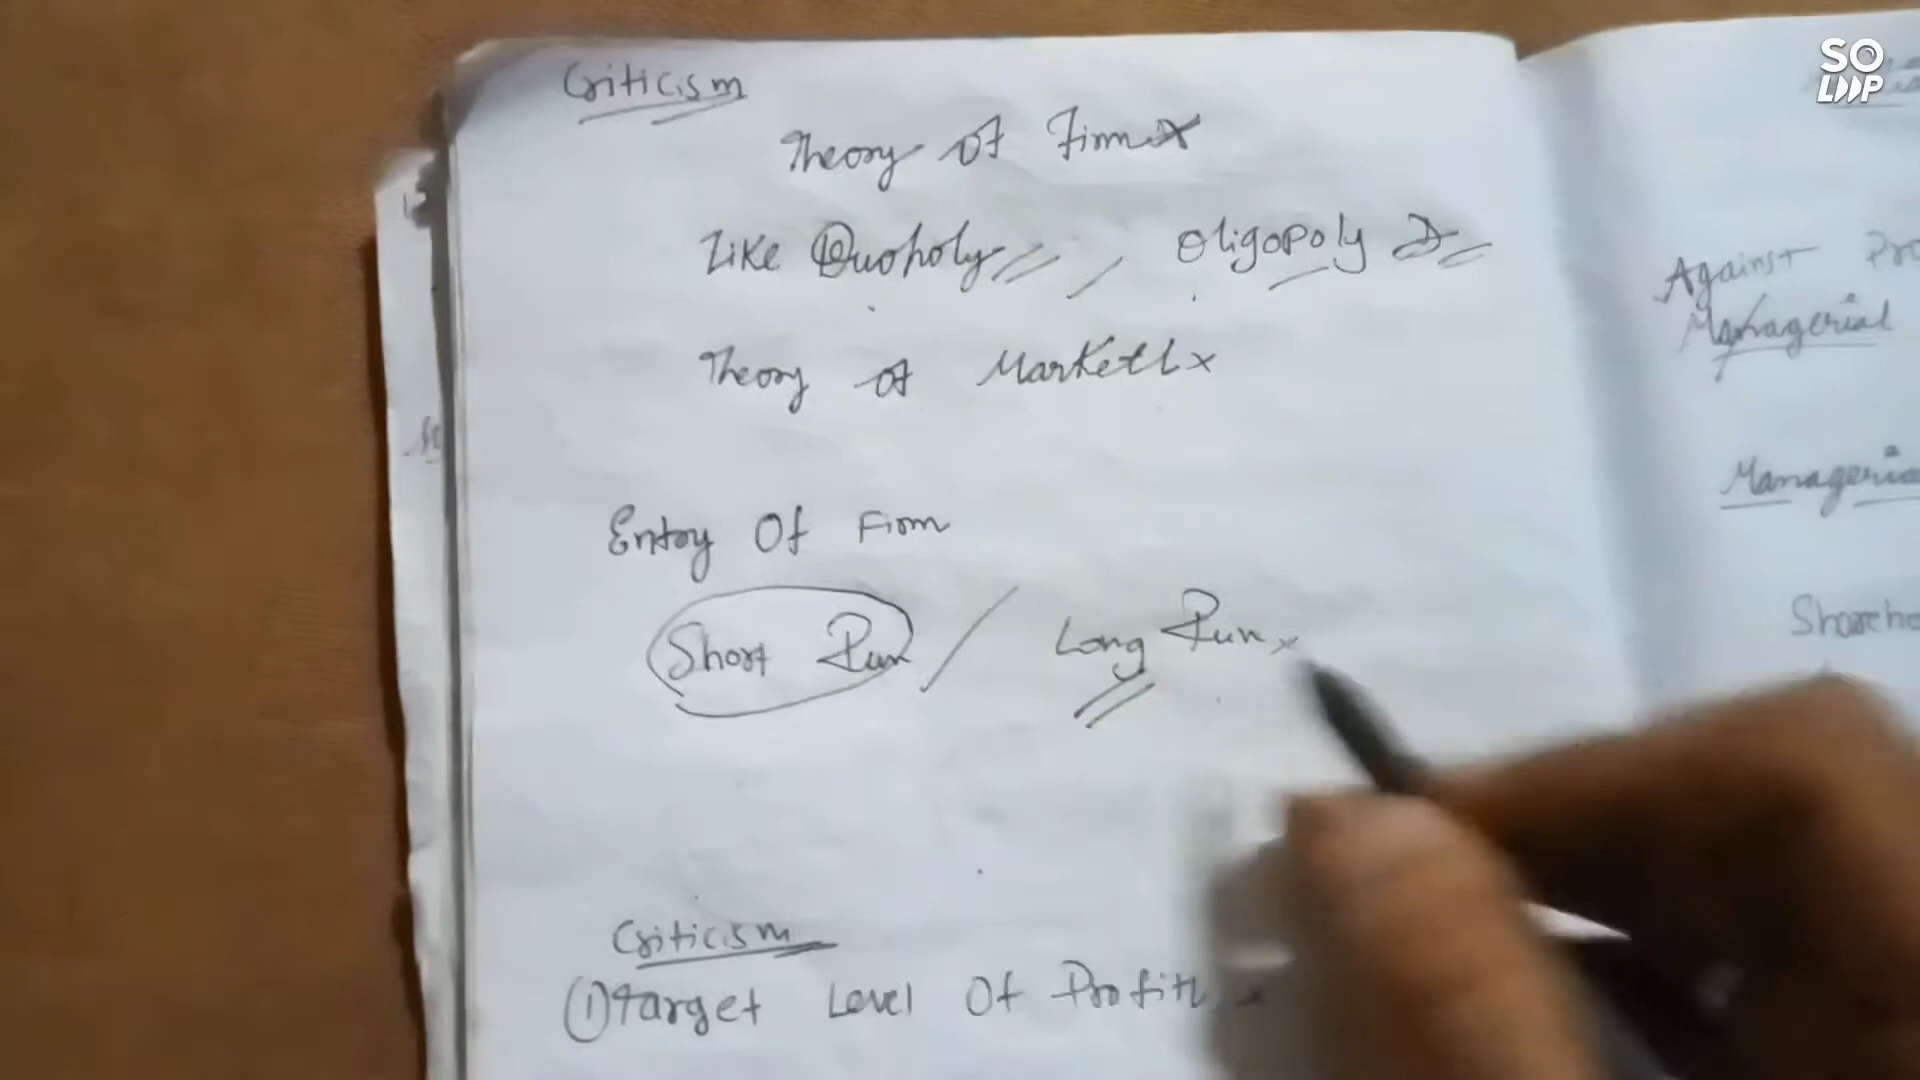 Criticism
Theory Of Firm x
Like Duopoly, Oligopoly
Theory Of Market x
Entry Of Firm
Short Run / Long Run x
Criticism
① Target Level Of Profit
Against
Managerial
SO
LOOP